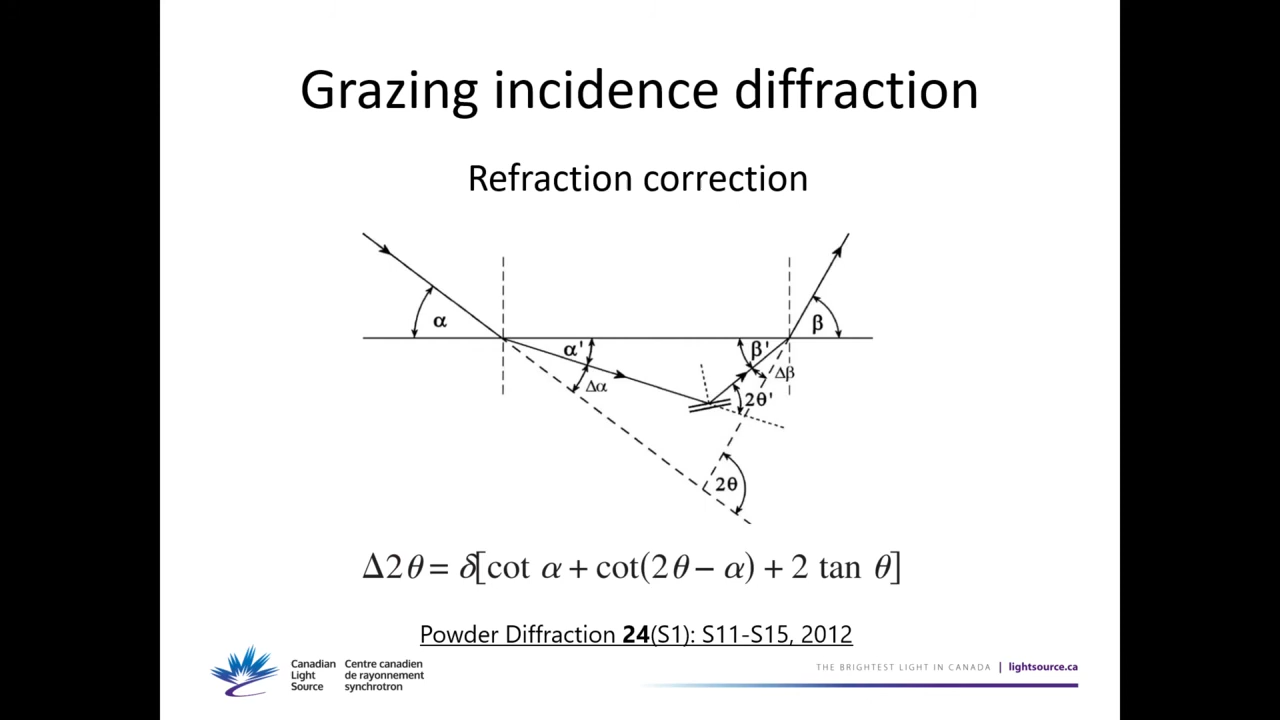 Grazing incidence diffraction
Refraction correction
α
α'
Δα
β'
Δβ
β
2θ'
2θ
Δ2θ = δ[cot α + cot(2θ − α) + 2 tan θ]
Powder Diffraction 24(S1): S11-S15, 2012
Canadian Light Source
Centre canadien de rayonnement synchrotron
THE BRIGHTEST LIGHT IN CANADA | lightsource.ca